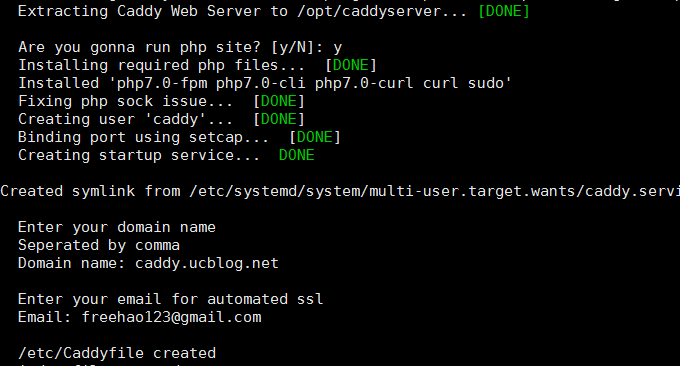 Extracting Caddy Web Server to /opt/caddyserver... [DONE]
Are you gonna run php site? [y/N]: y
Installing required php files... [DONE]
Installed 'php7.0-fpm php7.0-cli php7.0-curl curl sudo'
Fixing php sock issue... [DONE]
Creating user 'caddy'... [DONE]
Binding port using setcap... [DONE]
Creating startup service... DONE
Created symlink from /etc/systemd/system/multi-user.target.wants/caddy.servi
Enter your domain name
Seperated by comma
Domain name: caddy.ucblog.net
Enter your email for automated ssl
Email: freehao123@gmail.com
/etc/Caddyfile created